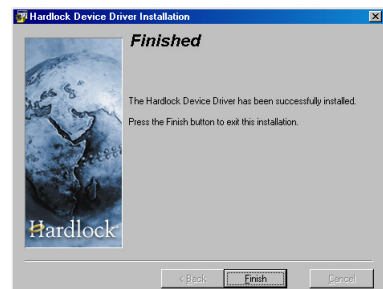 Hardlock Device Driver Installation
Finished
The Hardlock Device Driver has been successfully installed.
Press the Finish button to exit this installation.
Hardlock
< Back
Finish
Cancel